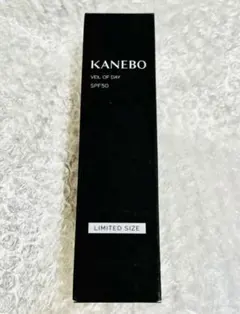 KANEBO
VEIL OF DAY
SPF50
LIMITED SIZE